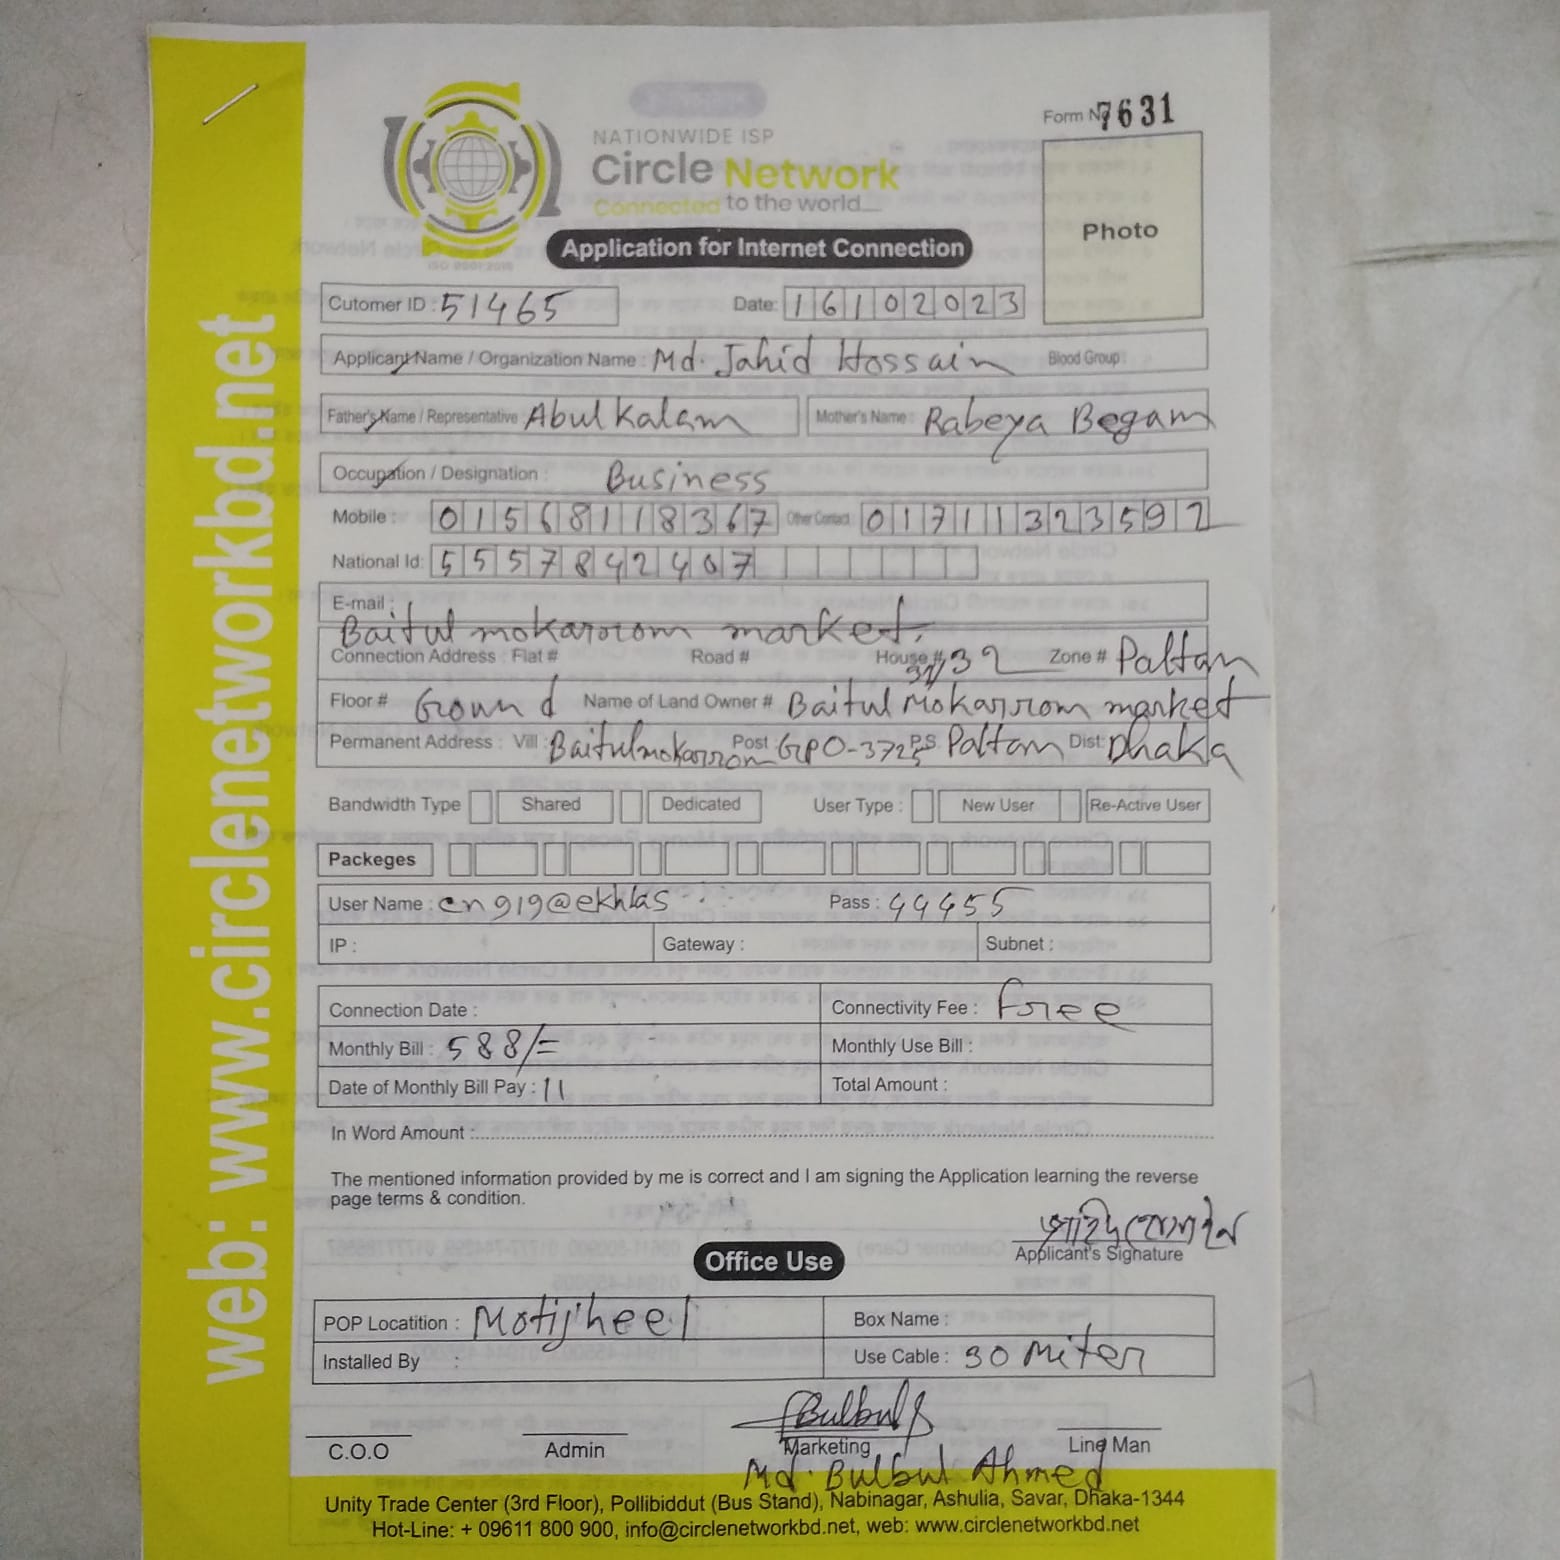 NATIONWIDE ISP
Circle Network
Connected to the world
Form N 7631
Photo
Application for Internet Connection
ISO 9001:2015
Cutomer ID : 51465 Date: 16102023
Applicant Name / Organization Name : Md. Jahid Hossain Blood Group :
Father's Name / Representative : Abul Kalam Mother's Name : Rabeya Begam
Occupation / Designation : Business
Mobile : 01568118367 Other Contact : 01711323592
National Id: 5557842407
E-mail :
Baitul mokarrom market.
Connection Address : Flat # Road # House # 31/32 Zone # Paltan
Floor # Ground Name of Land Owner # Baitul Mokarrom market
Permanent Address : Vill : Baitulmokarrom Post : GPO-3725 P.S Paltan Dist: Dhaka
Bandwidth Type Shared Dedicated User Type : New User Re-Active User
Packeges
User Name : cn919@ekhlas Pass : 44455
IP : Gateway : Subnet :
Connection Date : Connectivity Fee : Free
Monthly Bill : 588/= Monthly Use Bill :
Date of Monthly Bill Pay : 11 Total Amount :
In Word Amount :
The mentioned information provided by me is correct and I am signing the Application learning the reverse
page terms & condition.
জাহিদ হোসাইন
Applicant's Signature
Office Use
POP Locatition : Motijheel Box Name :
Installed By : Use Cable : 30 Miter
Bulbul
C.O.O Admin Marketing Line Man
Md. Bulbul Ahmed
Unity Trade Center (3rd Floor), Pollibiddut (Bus Stand), Nabinagar, Ashulia, Savar, Dhaka-1344
Hot-Line: + 09611 800 900, info@circlenetworkbd.net, web: www.circlenetworkbd.net
web: www.circlenetworkbd.net